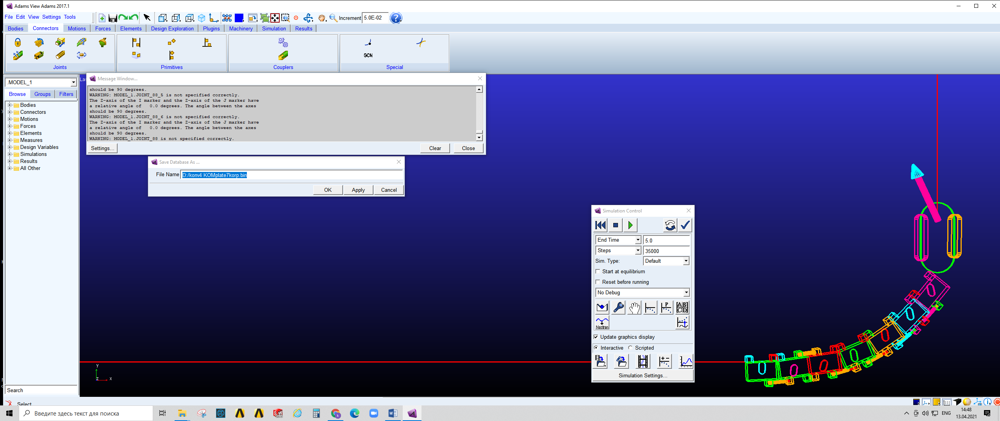 Adams View Adams 2017.1
File Edit View Settings Tools
Increment 5.0E-02
Bodies Connectors Motions Forces Elements Design Exploration Plugins Machinery Simulation Results
GCN
Joints Primitives Couplers Special
.MODEL_1
Browse Groups Filters
Bodies
Connectors
Motions
Forces
Elements
Measures
Design Variables
Simulations
Results
All Other
Search
Select
Message Window...
should be 90 degrees.
WARNING: MODEL_1.JOINT_88_5 is not specified correctly.
The Z-axis of the I marker and the Z-axis of the J marker have
a relative angle of 0.0 degrees. The angle between the axes
should be 90 degrees.
WARNING: MODEL_1.JOINT_88_6 is not specified correctly.
The Z-axis of the I marker and the Z-axis of the J marker have
a relative angle of 0.0 degrees. The angle between the axes
should be 90 degrees.
WARNING: MODEL_1.JOINT_88 is not specified correctly.
Settings... Clear Close
Save Database As ...
File Name D:/konv4 KOMplate7korp.bin
OK Apply Cancel
Simulation Control
End Time 5.0
Steps 35000
Sim. Type: Default
Start at equilibrium
Reset before running
No Debug
P
A B
C D
Nastran
Update graphics display
Interactive Scripted
Simulation Settings...
y
z x
Введите здесь текст для поиска
SW
2015
k
ENG
14:48
13.04.2021